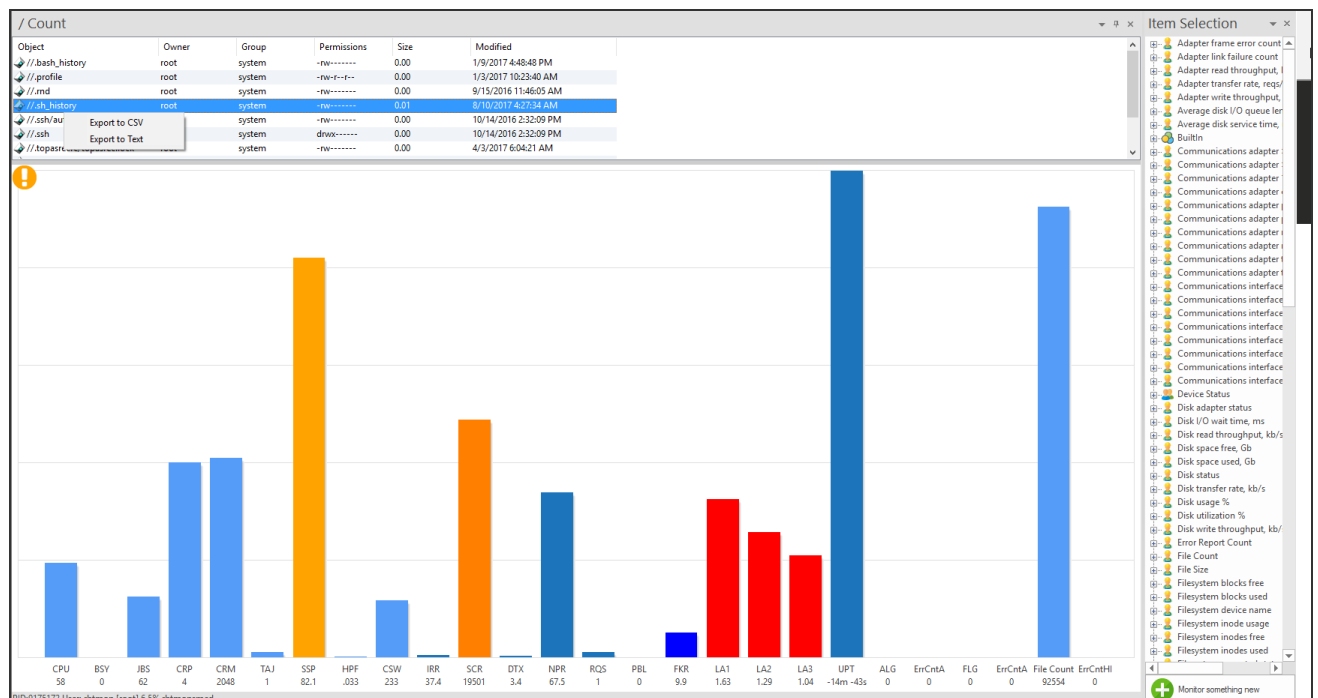 / Count
Object Owner Group Permissions Size Modified
//.bash_history root system -rw------- 0.00 1/9/2017 4:48:48 PM
//.profile root system -rw-r--r-- 0.00 1/3/2017 10:23:40 AM
//.rnd root system -rw------- 0.00 9/15/2016 11:46:05 AM
//.sh_history root system -rw------- 0.01 8/10/2017 4:27:34 AM
//.ssh/au system -rw------- 0.00 10/14/2016 2:32:09 PM
//.ssh system drwx------ 0.00 10/14/2016 2:32:09 PM
system -rw------- 0.00 4/3/2017 6:04:21 AM
Export to CSV
Export to Text
CPU BSY JBS CRP CRM TAJ SSP HPF CSW IRR SCR DTX NPR RQS PBL FKR LA1 LA2 LA3 UPT ALG ErrCntA FLG ErrCntA File Count ErrCntHI
58 0 62 4 2048 1 82.1 .033 233 37.4 19501 3.4 67.5 1 0 9.9 1.63 1.29 1.04 -14m -43s 0 0 0 0 92554 0
Item Selection
Adapter frame error count
Adapter link failure count
Adapter read throughput,
Adapter transfer rate, reqs/
Adapter write throughput,
Average disk I/O queue len
Average disk service time,
BuiltIn
Communications adapter
Communications adapter
Communications adapter
Communications adapter
Communications adapter
Communications adapter
Communications adapter
Communications adapter
Communications adapter
Communications adapter
Communications interface
Communications interface
Communications interface
Communications interface
Communications interface
Communications interface
Communications interface
Communications interface
Device Status
Disk adapter status
Disk I/O wait time, ms
Disk read throughput, kb/s
Disk space free, Gb
Disk space used, Gb
Disk status
Disk transfer rate, kb/s
Disk usage %
Disk utilization %
Disk write throughput, kb/
Error Report Count
File Count
File Size
Filesystem blocks free
Filesystem blocks used
Filesystem device name
Filesystem inode usage
Filesystem inodes free
Filesystem inodes used
Monitor something new